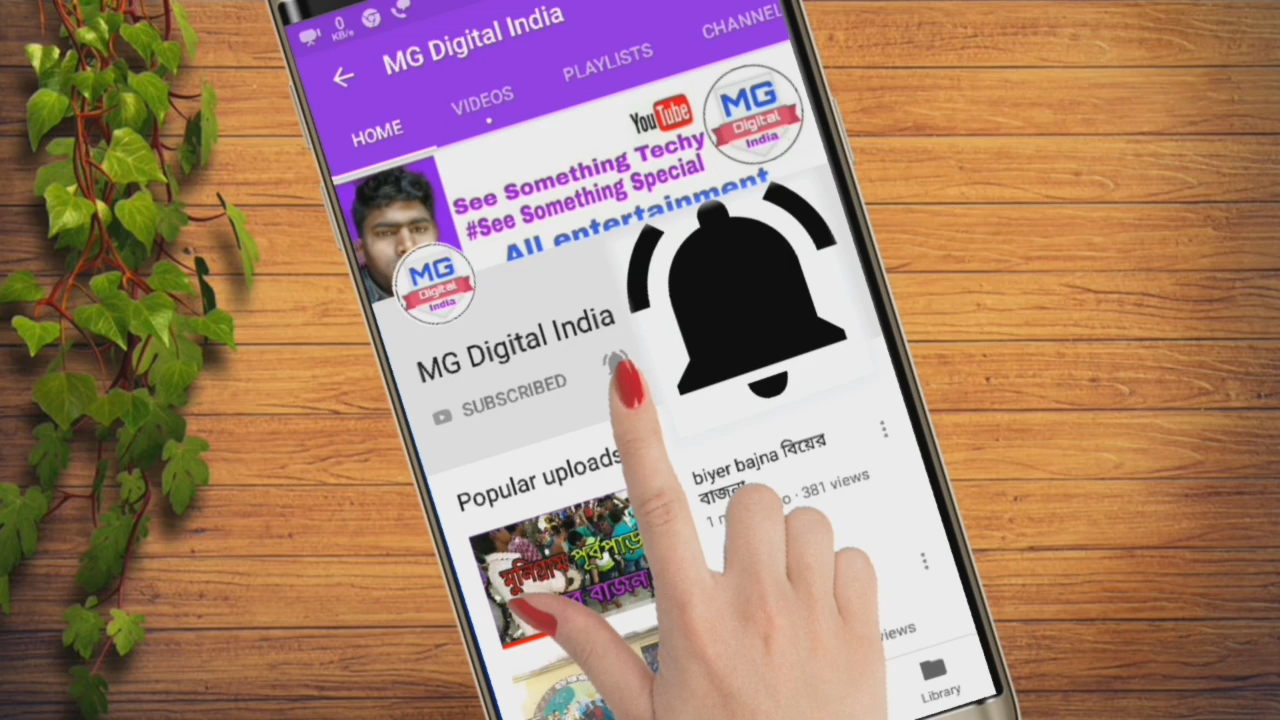 0
KB/s
MG Digital India
HOME
VIDEOS
PLAYLISTS
CHANNEL
YouTube
MG
Digital
India
See Something Techy
#See Something Special
All entertainment
MG
Digital
India
MG Digital India
SUBSCRIBED
Popular uploads
biyer bajna বিয়ের
বাজনা
381 views
views
Library